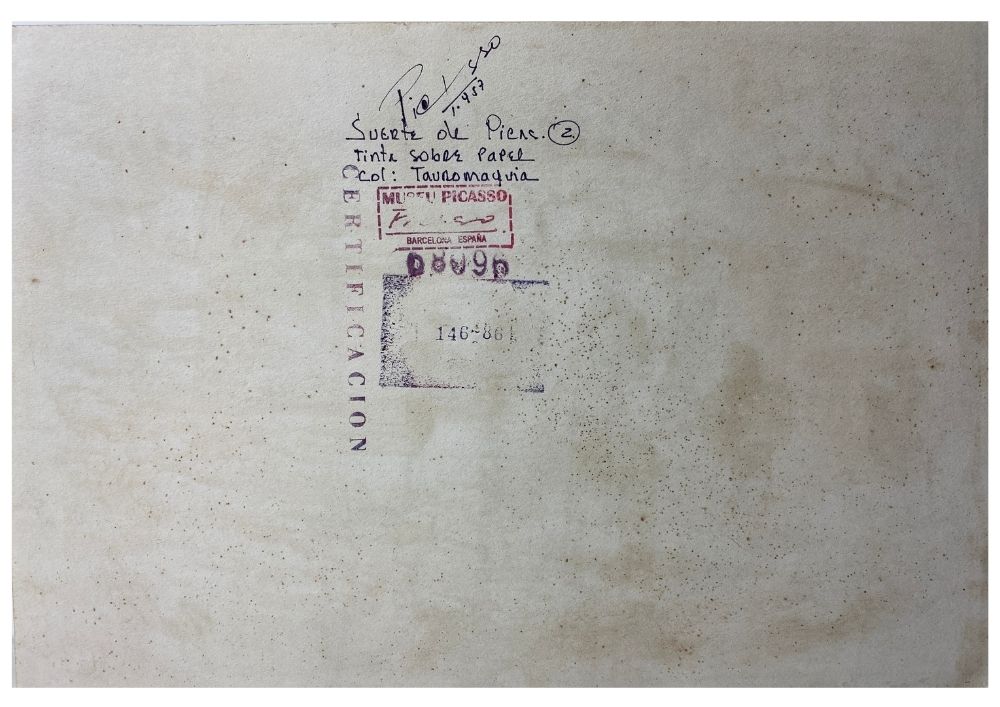 Picasso
1.957
Suerte de Pica. 2
Tinta sobre Papel
Col: Tauromaquia
CERTIFICACION
MUSEU PICASSO
BARCELONA ESPAÑA
08096
146-86